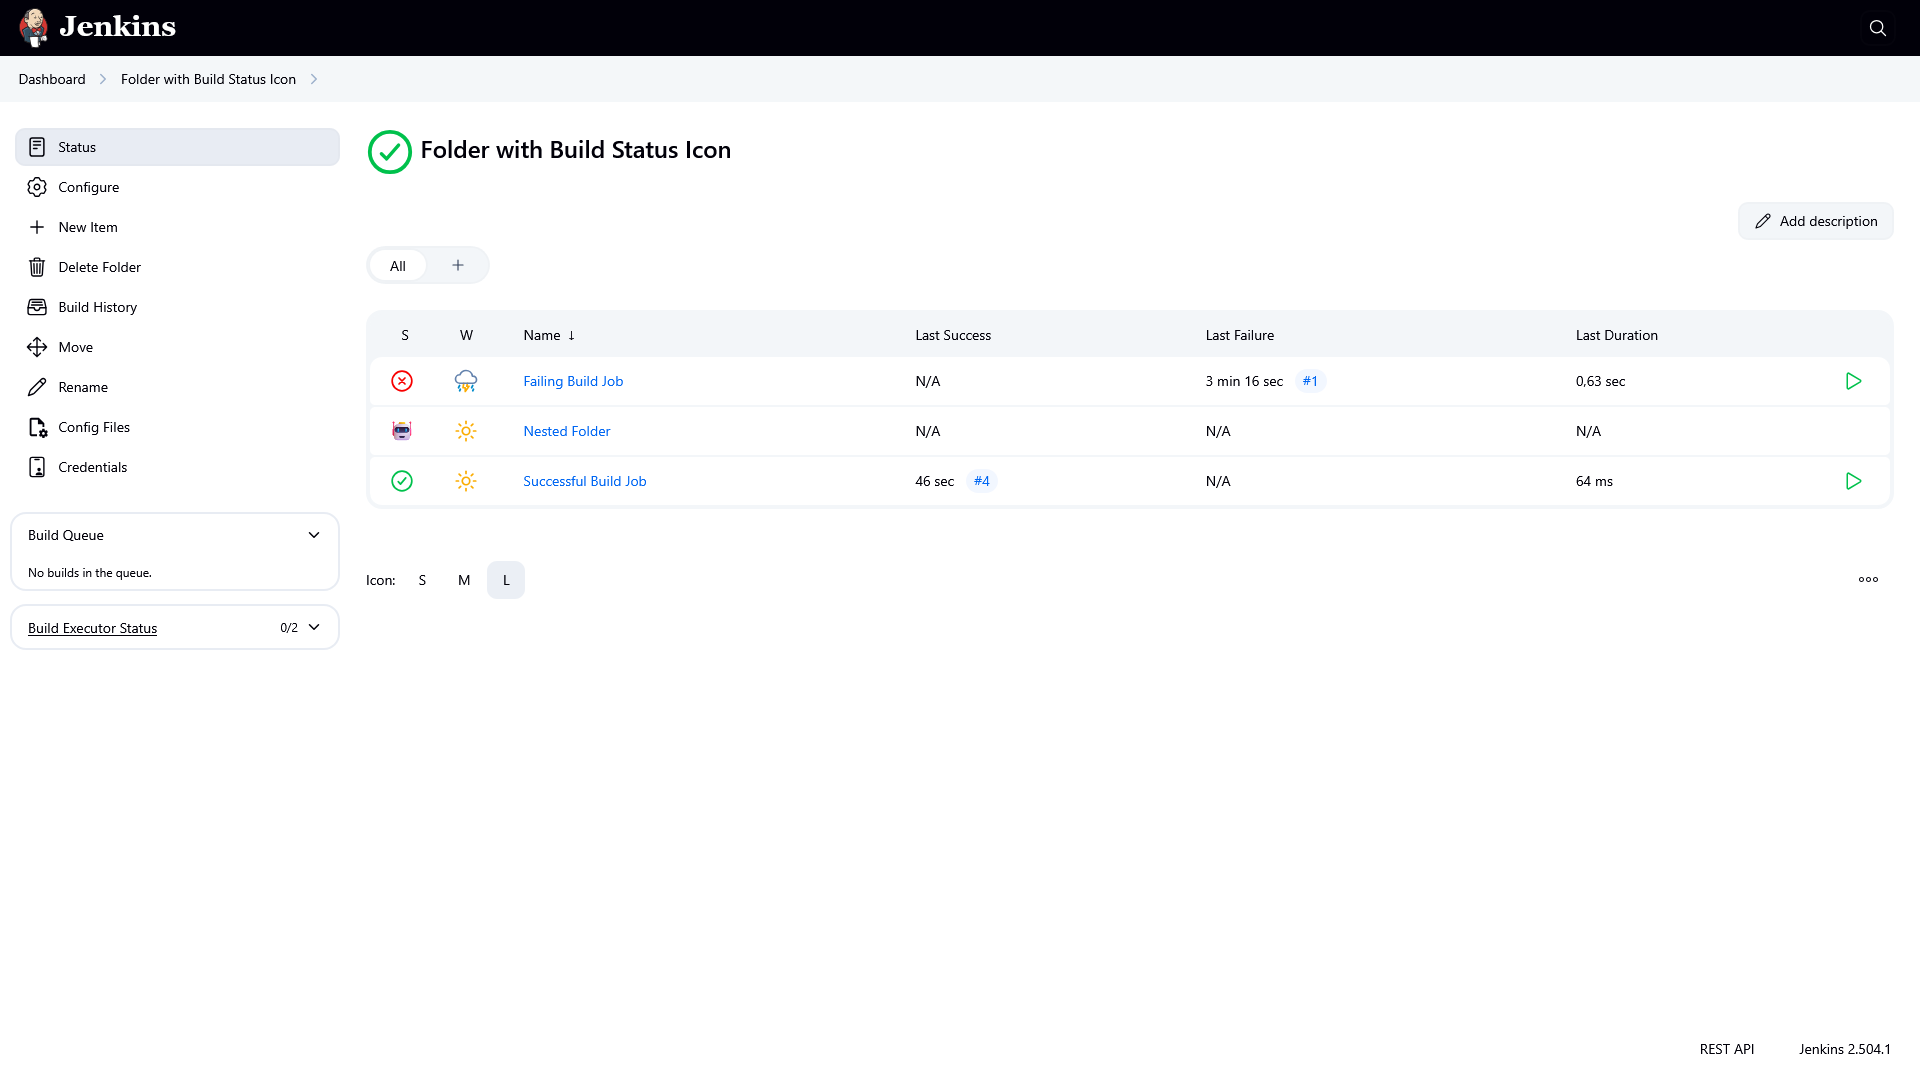 Jenkins
Dashboard Folder with Build Status Icon
Status
Configure
New Item
Delete Folder
Build History
Move
Rename
Config Files
Credentials
Build Queue
No builds in the queue.
Build Executor Status 0/2
Folder with Build Status Icon
Add description
All +
S W Name ↓ Last Success Last Failure Last Duration
Failing Build Job N/A 3 min 16 sec #1 0,63 sec
Nested Folder N/A N/A N/A
Successful Build Job 46 sec #4 N/A 64 ms
Icon: S M L
REST API Jenkins 2.504.1